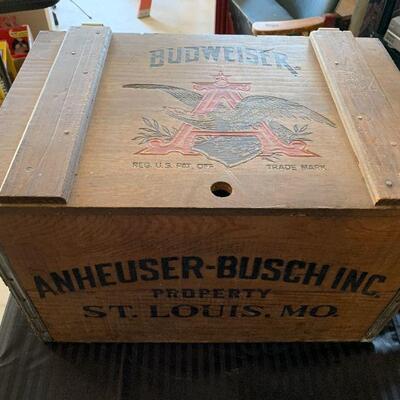 BUDWEISER
A
REG. U.S. PAT. OFF. TRADE MARK
ANHEUSER-BUSCH INC.
PROPERTY
ST. LOUIS, MO.